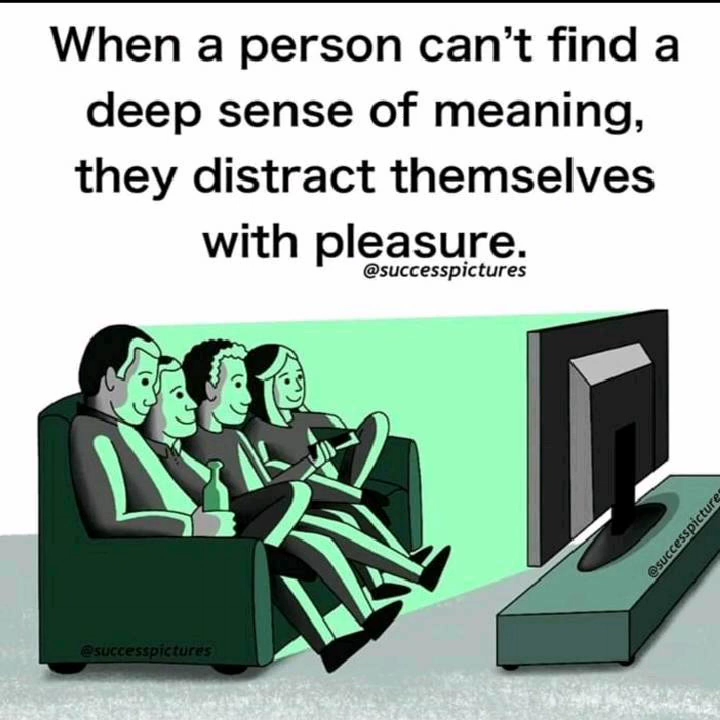 When a person can't find a
deep sense of meaning,
they distract themselves
with pleasure.
@successpictures
@successpictures
@successpictures